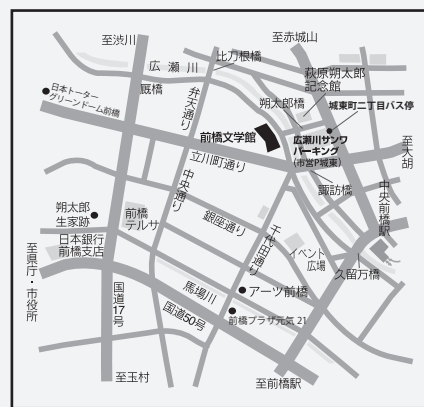 至渋川
至赤城山
広瀬川
比刀根橋
萩原朔太郎
記念館
厩橋
弁天通り
朔太郎橋
城東町二丁目バス停
日本トーター
グリーンドーム前橋
前橋文学館
広瀬川サンワ
パーキング
(市営P城東)
至大胡
立川町通り
諏訪橋
中央通り
中央前橋駅
朔太郎
生家跡
前橋
テルサ
銀座通り
千代田通り
日本銀行
前橋支店
イベント
広場
久留万橋
至県庁・市役所
馬場川
アーツ前橋
国道17号
国道50号
前橋プラザ元気21
至玉村
至前橋駅